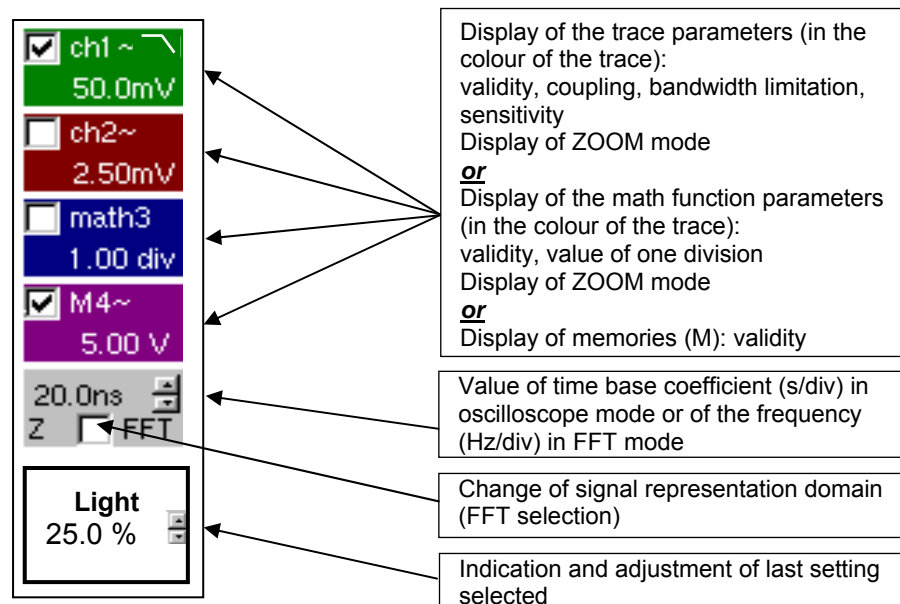 ch1 ~
50.0mV
ch2~
2.50mV
math3
1.00 div
M4~
5.00 V
20.0ns
Z FFT
Light
25.0 %
Display of the trace parameters (in the
colour of the trace):
validity, coupling, bandwidth limitation,
sensitivity
Display of ZOOM mode
or
Display of the math function parameters
(in the colour of the trace):
validity, value of one division
Display of ZOOM mode
or
Display of memories (M): validity
Value of time base coefficient (s/div) in
oscilloscope mode or of the frequency
(Hz/div) in FFT mode
Change of signal representation domain
(FFT selection)
Indication and adjustment of last setting
selected